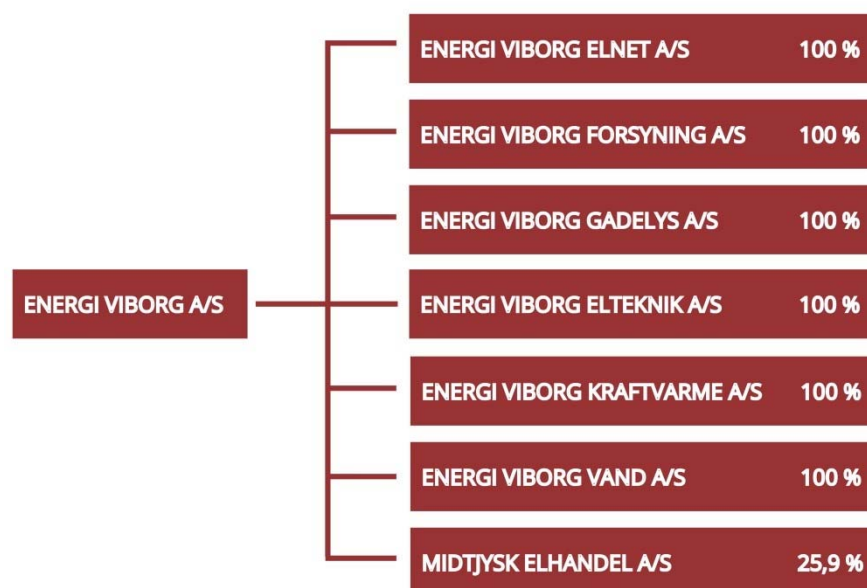 ENERGI VIBORG A/S
ENERGI VIBORG ELNET A/S 100 %
ENERGI VIBORG FORSYNING A/S 100 %
ENERGI VIBORG GADELYS A/S 100 %
ENERGI VIBORG ELTEKNIK A/S 100 %
ENERGI VIBORG KRAFTVARME A/S 100 %
ENERGI VIBORG VAND A/S 100 %
MIDTJYSK ELHANDEL A/S 25,9 %